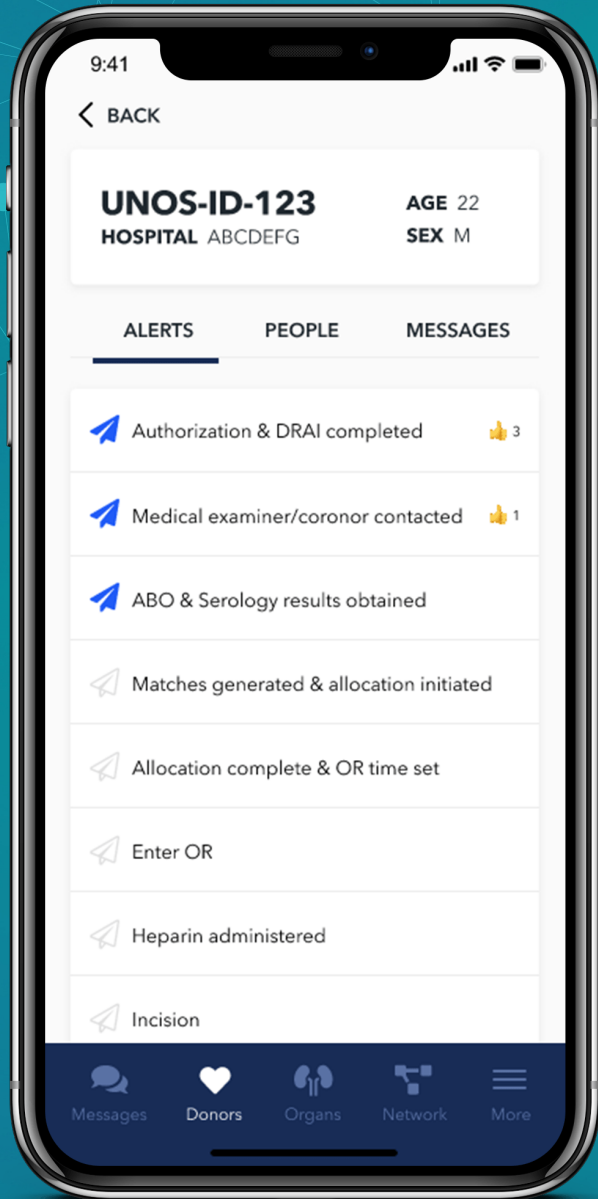 9:41
BACK
UNOS-ID-123
AGE 22
HOSPITAL ABCDEFG
SEX M
ALERTS PEOPLE MESSAGES
Authorization & DRAI completed 👍 3
Medical examiner/coronor contacted 👍 1
ABO & Serology results obtained
Matches generated & allocation initiated
Allocation complete & OR time set
Enter OR
Heparin administered
Incision
Messages Donors Organs Network More